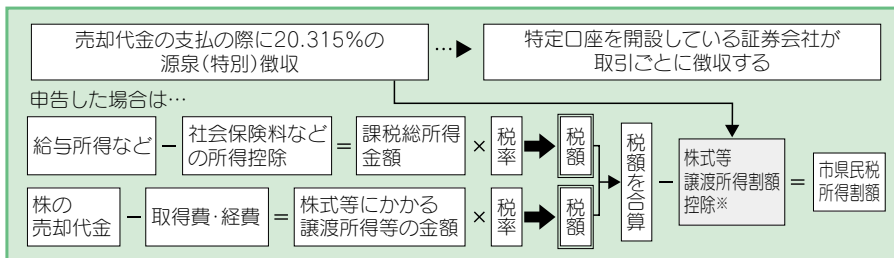 売却代金の支払の際に20.315％の
源泉（特別）徴収
…
特定口座を開設している証券会社が
取引ごとに徴収する
申告した場合は…
給与所得など
－
社会保険料など
の所得控除
＝
課税総所得
金額
×
税率
税額
株の
売却代金
－
取得費・経費
＝
株式等にかかる
譲渡所得等の金額
×
税率
税額
税額を合算
－
株式等
譲渡所得割額
控除※
＝
市県民税
所得割額